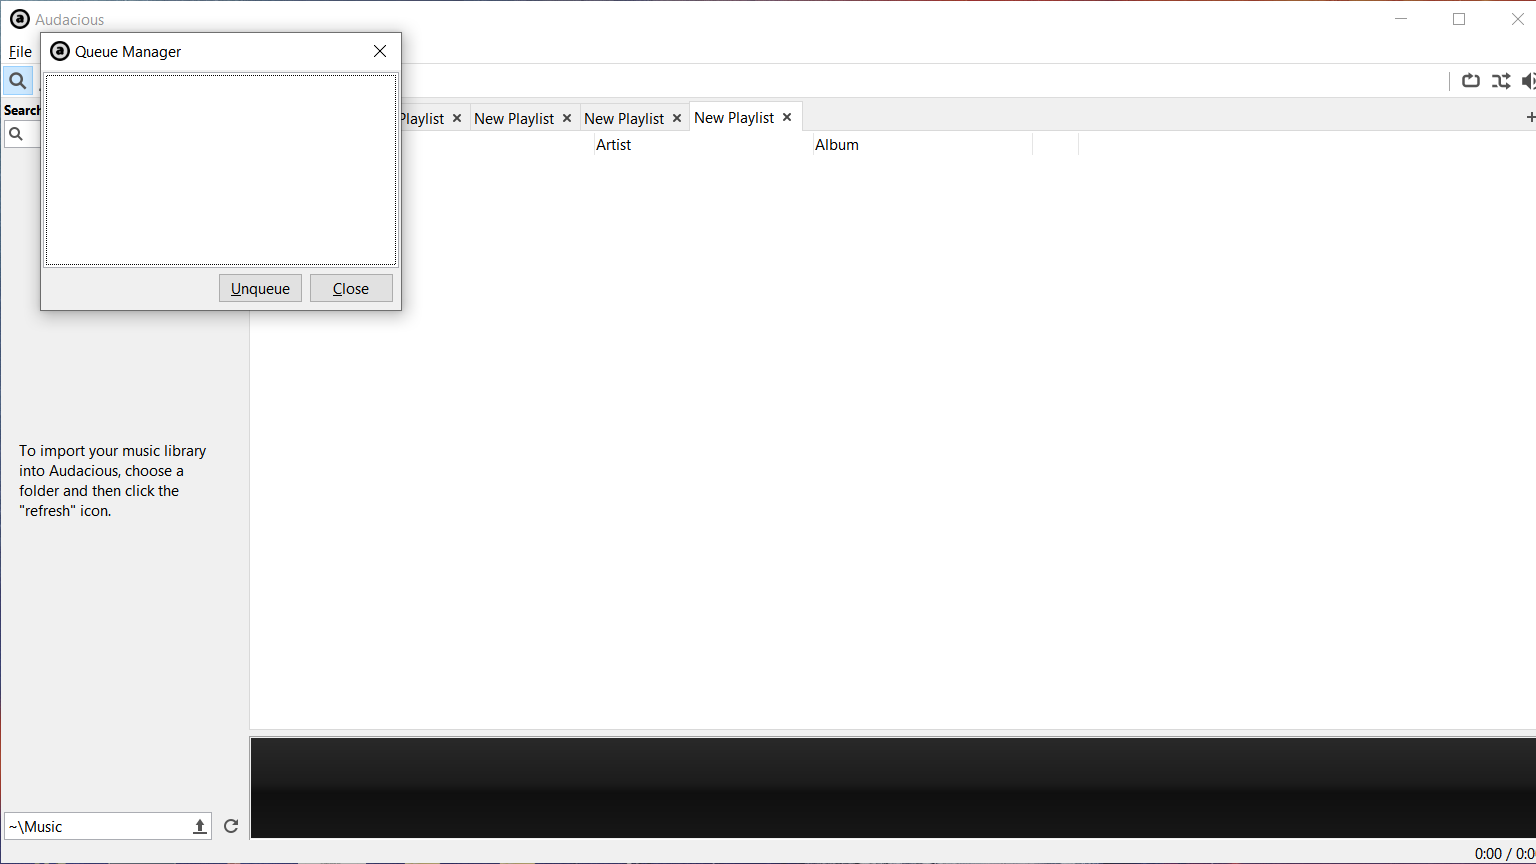 Audacious
File
Queue Manager
Search
Playlist
New Playlist
New Playlist
New Playlist
Artist
Album
Unqueue
Close
To import your music library
into Audacious, choose a
folder and then click the
"refresh" icon.
~\Music
0:00 / 0:0